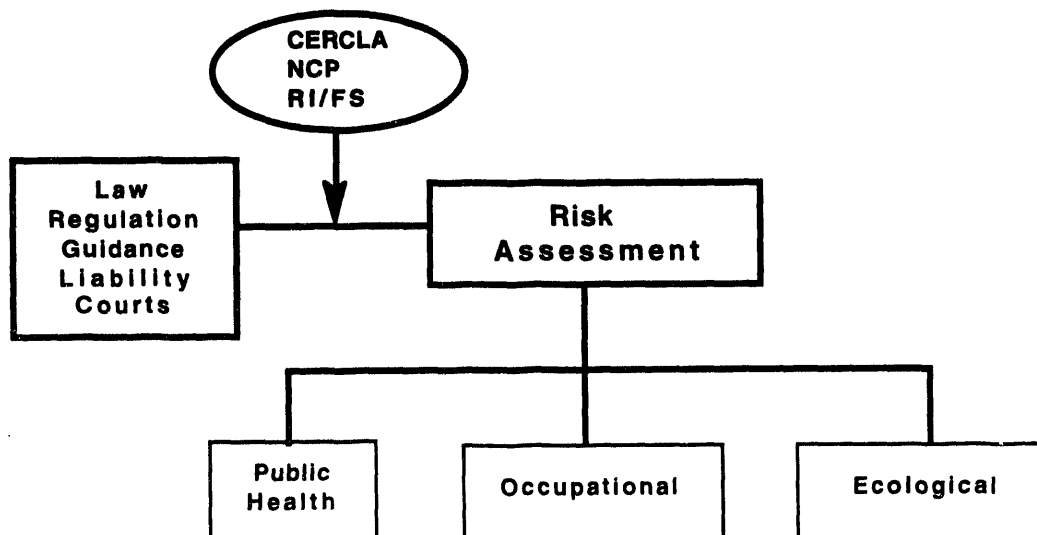 CERCLA
NCP
RI/FS
Law
Regulation
Guidance
Liability
Courts
Risk
Assessment
Public
Health
Occupational
Ecological